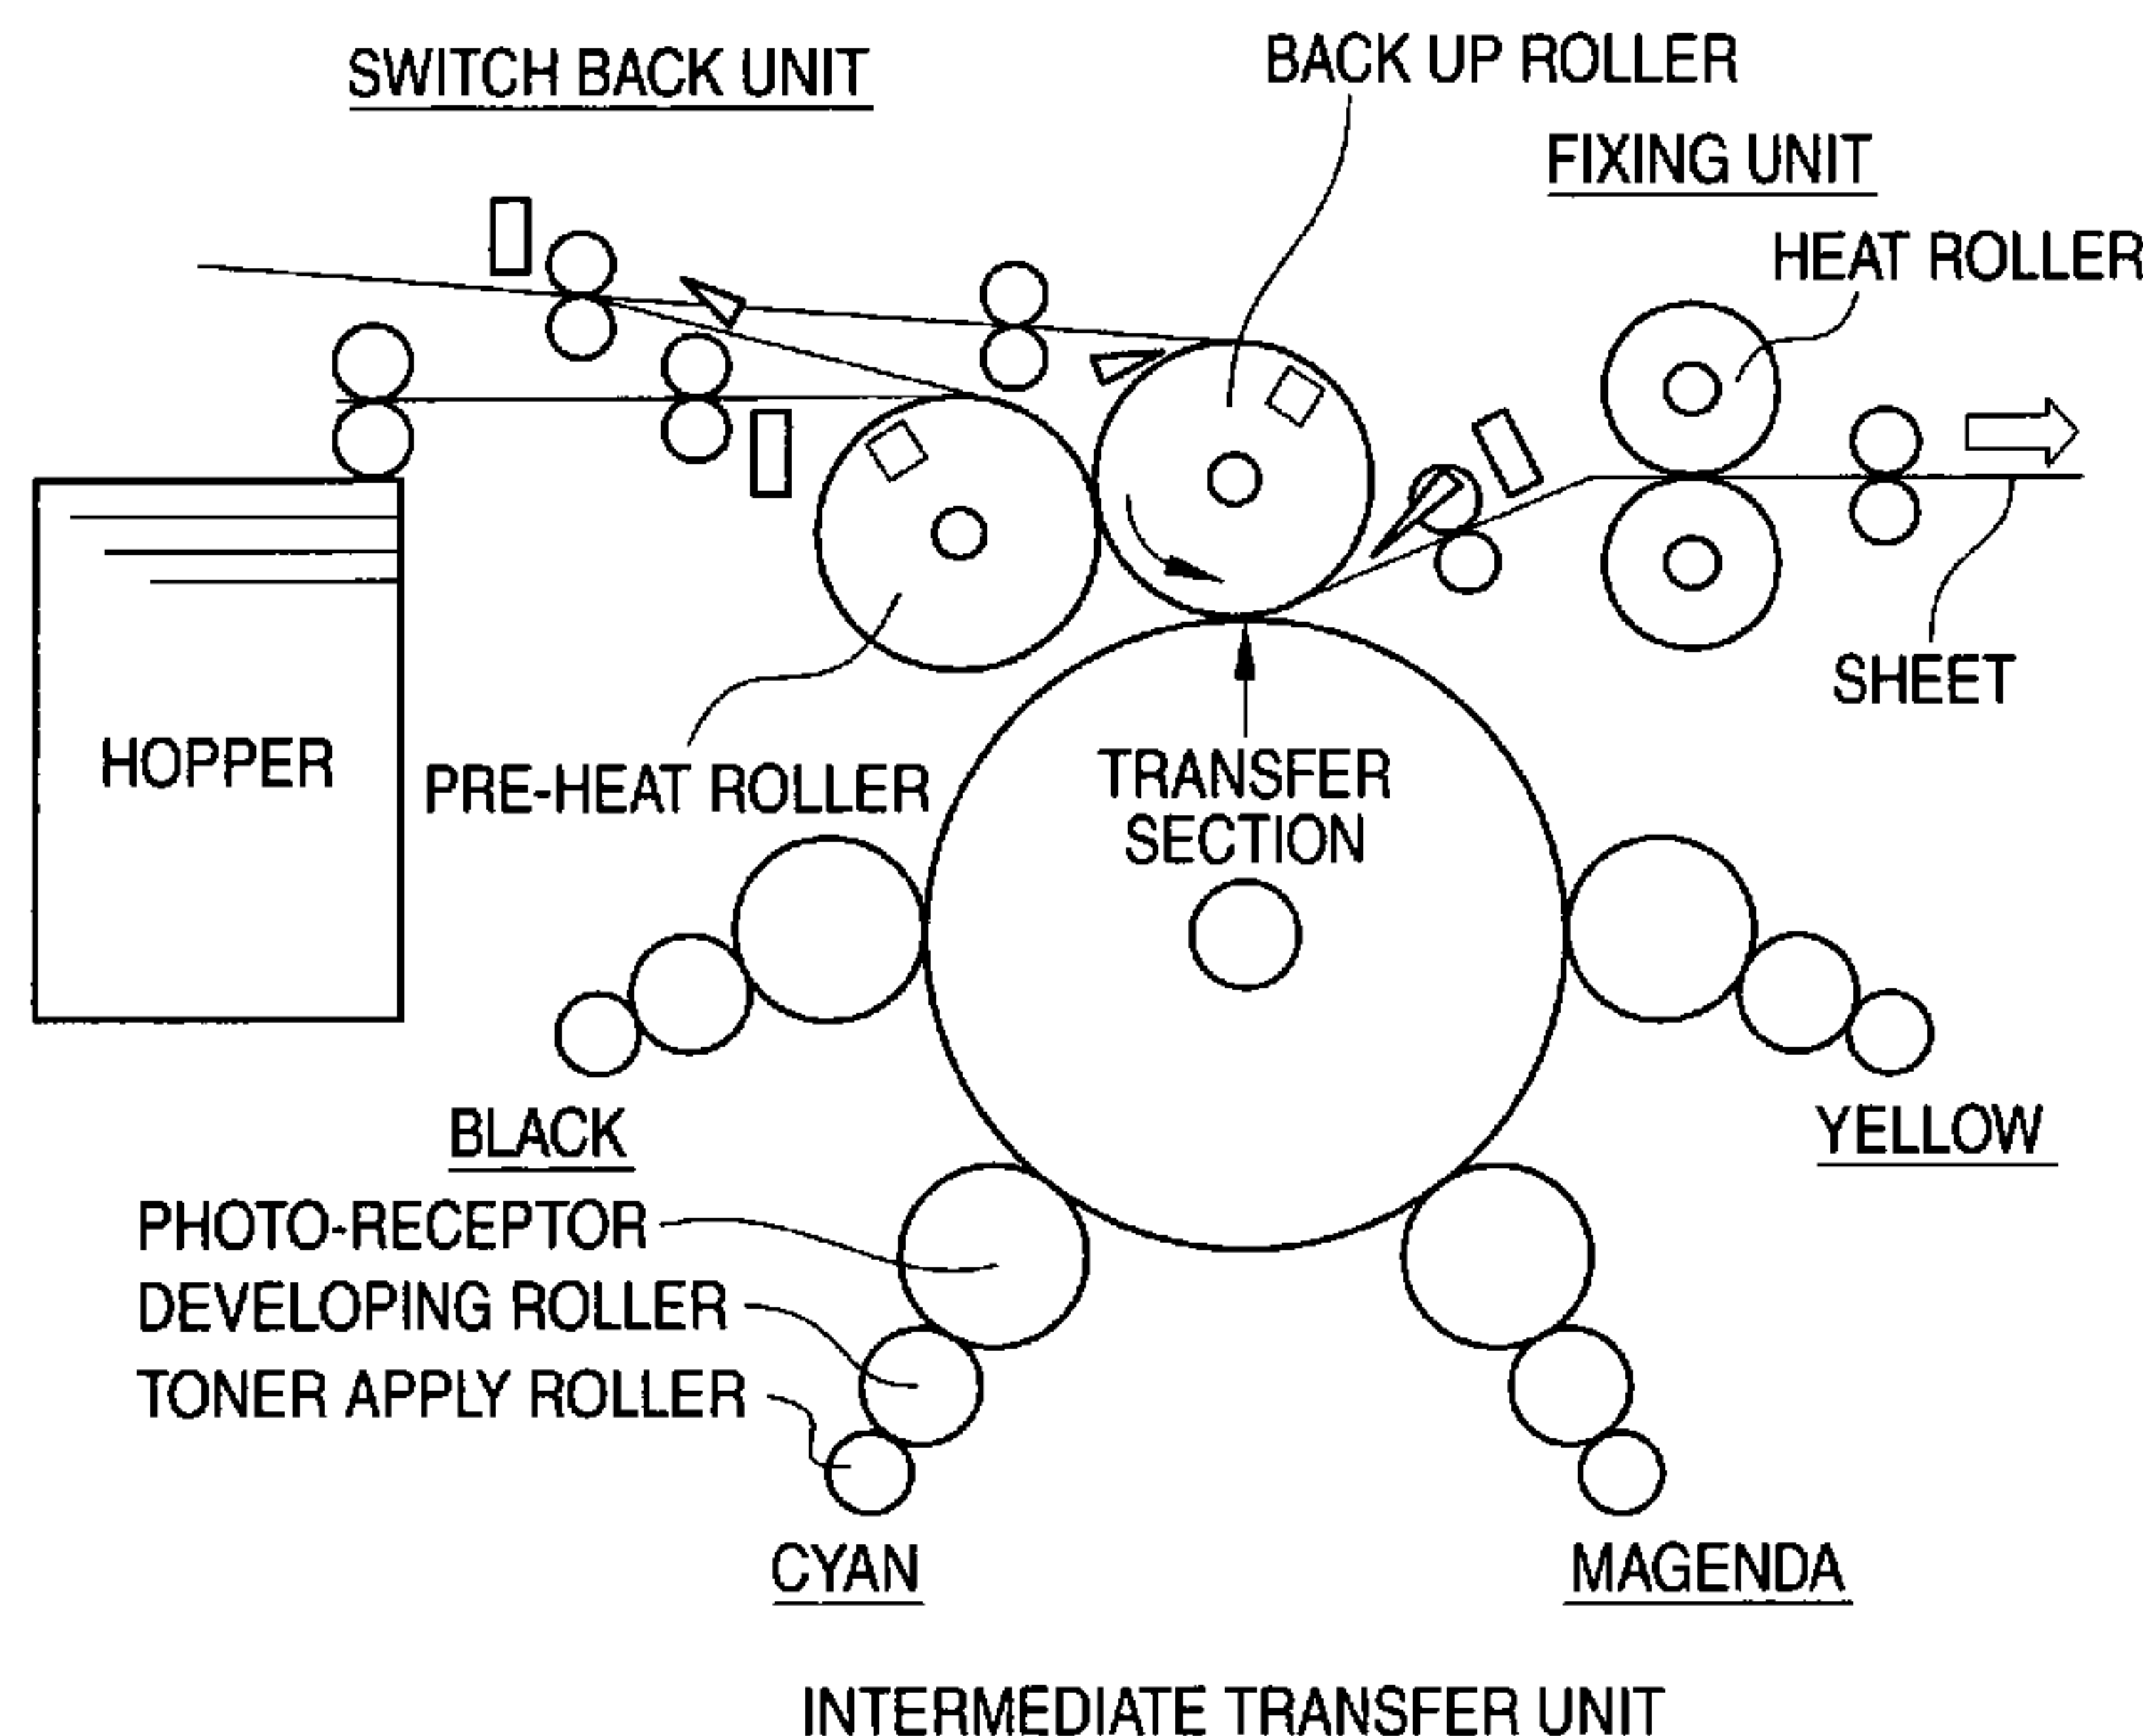 SWITCH BACK UNIT
BACK UP ROLLER
FIXING UNIT
HEAT ROLLER
SHEET
HOPPER
PRE-HEAT ROLLER
TRANSFER
SECTION
BLACK
YELLOW
PHOTO-RECEPTOR
DEVELOPING ROLLER
TONER APPLY ROLLER
CYAN
MAGENDA
INTERMEDIATE TRANSFER UNIT